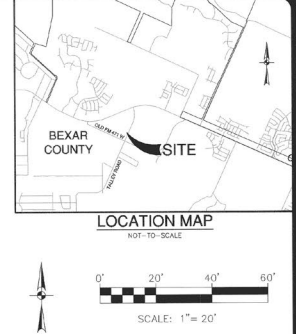 OLD FM 471 W
BEXAR
COUNTY
SITE
TALLEY ROAD
LOCATION MAP
NOT-TO-SCALE
0' 20' 40' 60'
SCALE: 1"= 20'